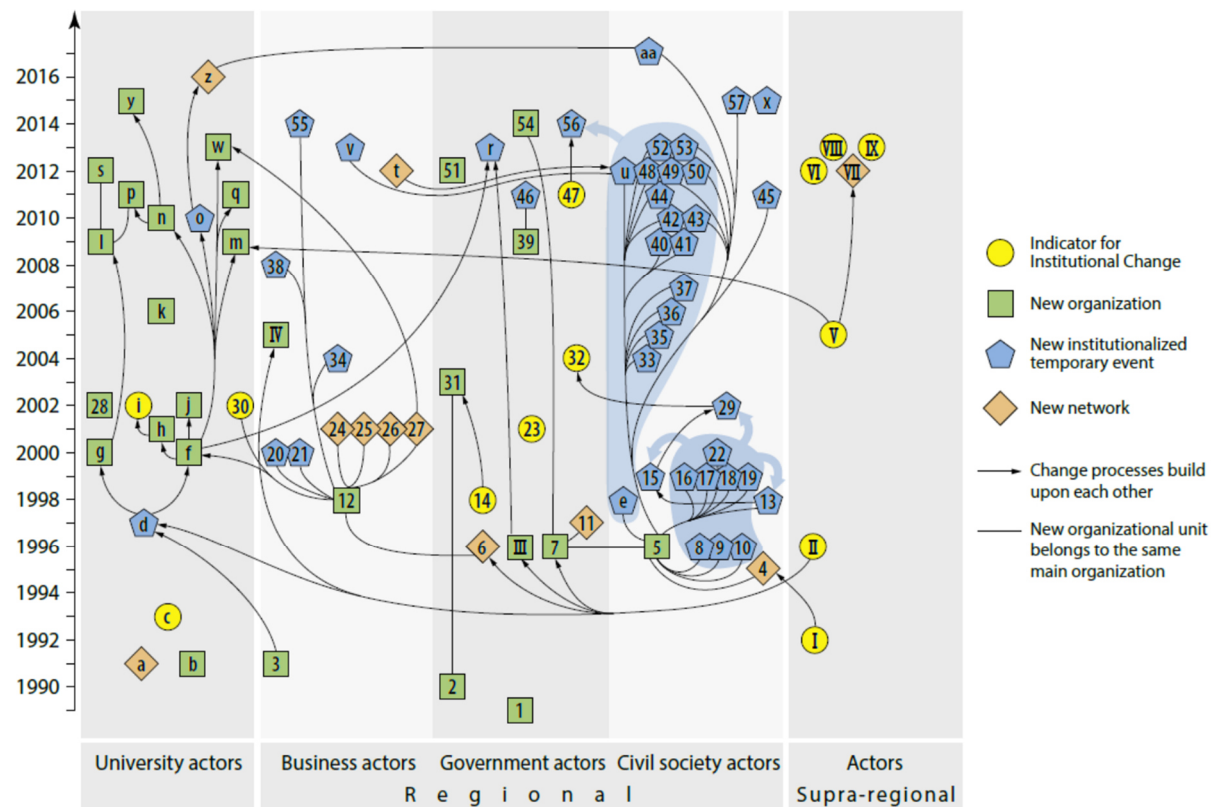 aa
2016
z
y
57
x
2014
55
54
56
w
v
r
52
53
VIII
IX
s
t
51
u
48
49
50
2012
VI
VII
p
q
46
47
44
45
2010
n
o
42
43
l
m
39
40
41
2008
38
37
2006
k
36
IV
35
V
2004
34
32
33
31
2002
28
i
j
30
29
h
24
25
26
27
23
2000
g
f
20
21
22
15
16
17
18
19
1998
12
14
e
13
d
11
1996
6
III
7
5
8
9
10
II
4
1994
c
1992
I
a
b
3
1990
2
1
Indicator for
Institutional Change
New organization
New institutionalized
temporary event
New network
Change processes build
upon each other
New organizational unit
belongs to the same
main organization
University actors
Business actors
Government actors
Civil society actors
Actors
Regional
Supra-regional